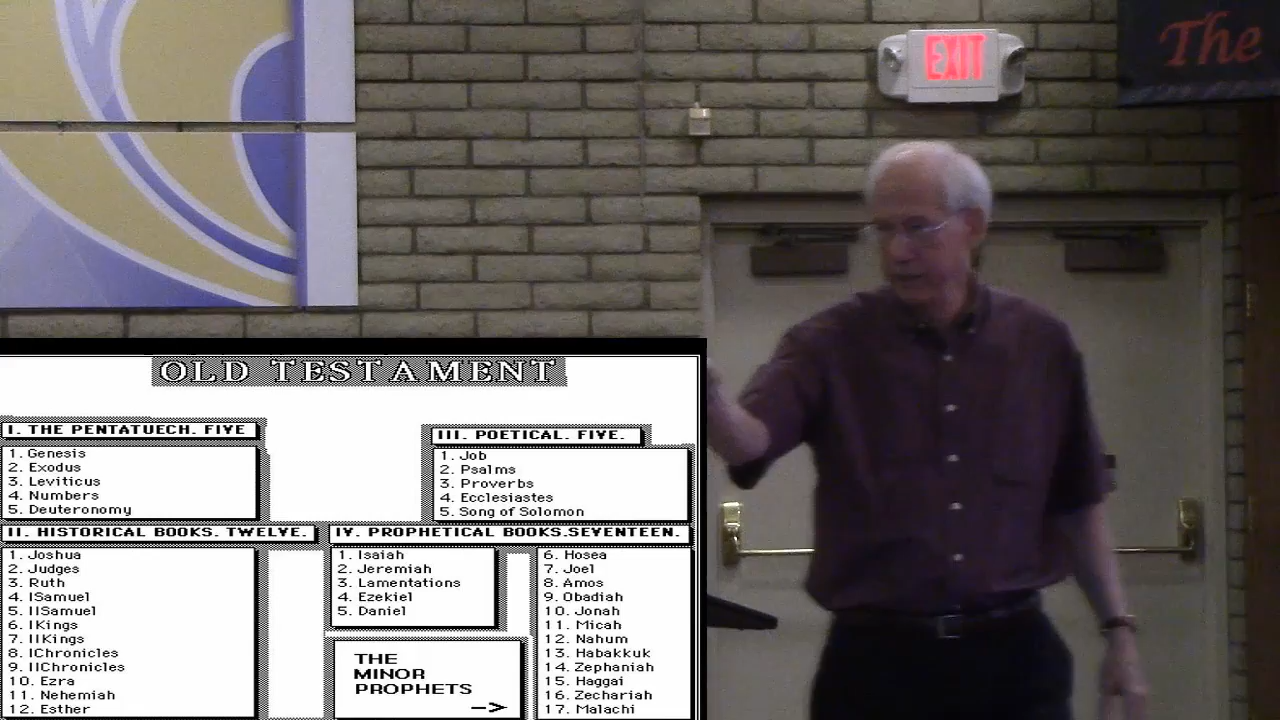 EXIT
The
OLD TESTAMENT
I. THE PENTATUECH. FIVE
1. Genesis
2. Exodus
3. Leviticus
4. Numbers
5. Deuteronomy
III. POETICAL. FIVE.
1. Job
2. Psalms
3. Proverbs
4. Ecclesiastes
5. Song of Solomon
II. HISTORICAL BOOKS. TWELVE.
1. Joshua
2. Judges
3. Ruth
4. ISamuel
5. IISamuel
6. IKings
7. IIKings
8. IChronicles
9. IIChronicles
10. Ezra
11. Nehemiah
12. Esther
IV. PROPHETICAL BOOKS.SEVENTEEN.
1. Isaiah
2. Jeremiah
3. Lamentations
4. Ezekiel
5. Daniel
THE
MINOR
PROPHETS
->
6. Hosea
7. Joel
8. Amos
9. Obadiah
10. Jonah
11. Micah
12. Nahum
13. Habakkuk
14. Zephaniah
15. Haggai
16. Zechariah
17. Malachi